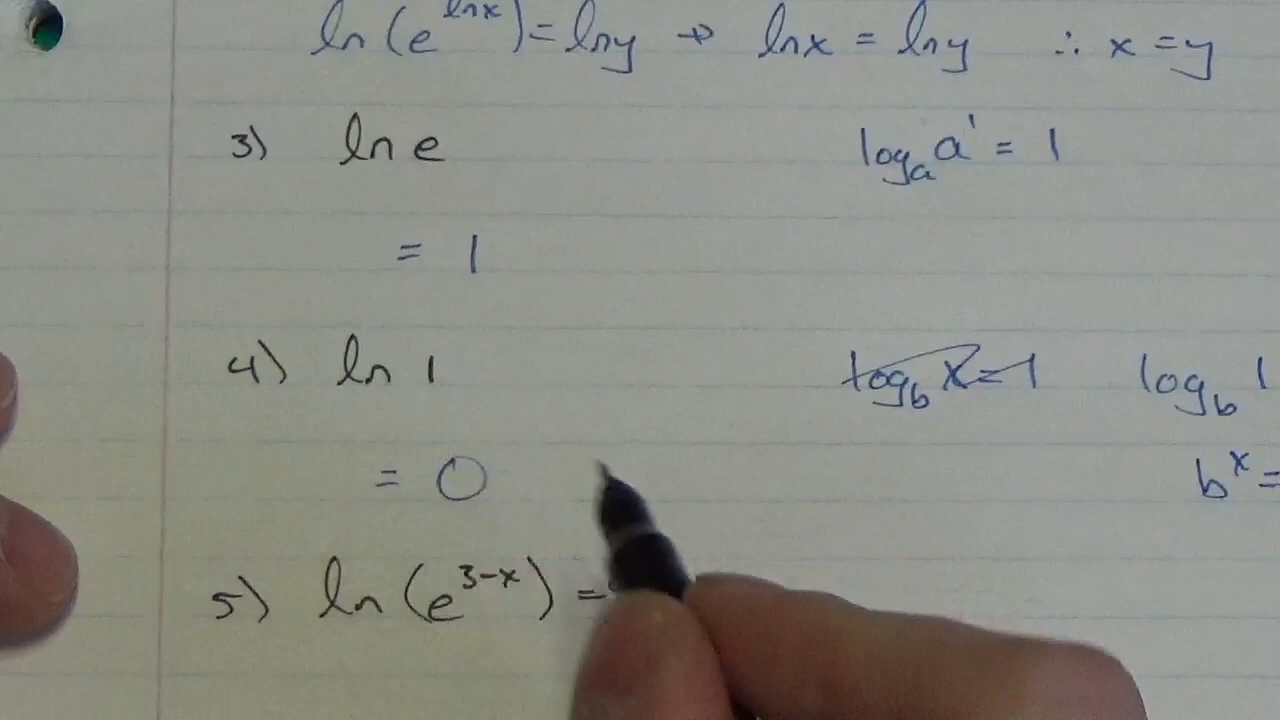 ln(e^lnx) = lny → lnx = lny ∴ x = y
3) ln e log_a a^1 = 1
= 1
4) ln 1 log_b x = 1 log_b 1
= 0 b^x =
5) ln(e^3-x) =